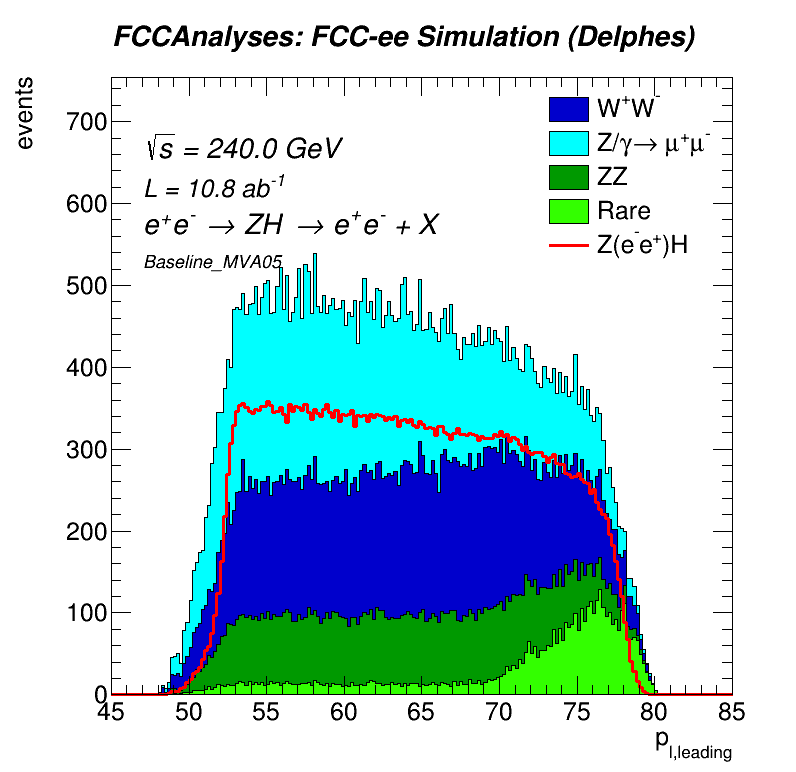 FCCAnalyses: FCC-ee Simulation (Delphes)
events
700
600
500
400
300
200
100
0
√s = 240.0 GeV
L = 10.8 ab⁻¹
e⁺e⁻ → ZH → e⁺e⁻ + X
Baseline_MVA05
W⁺W⁻
Z/γ→ μ⁺μ⁻
ZZ
Rare
Z(e⁻e⁺)H
45 50 55 60 65 70 75 80 85
p_l,leading